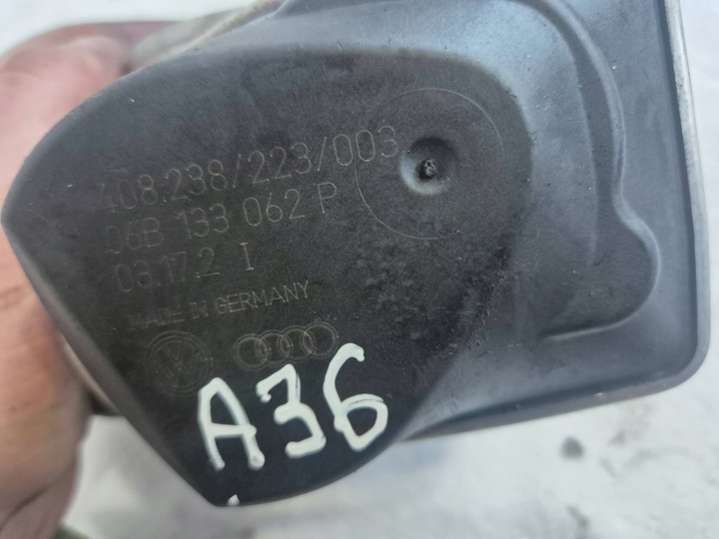 408.238/223/003
06B 133 062 P
03.17.2 I
MADE IN GERMANY
A36